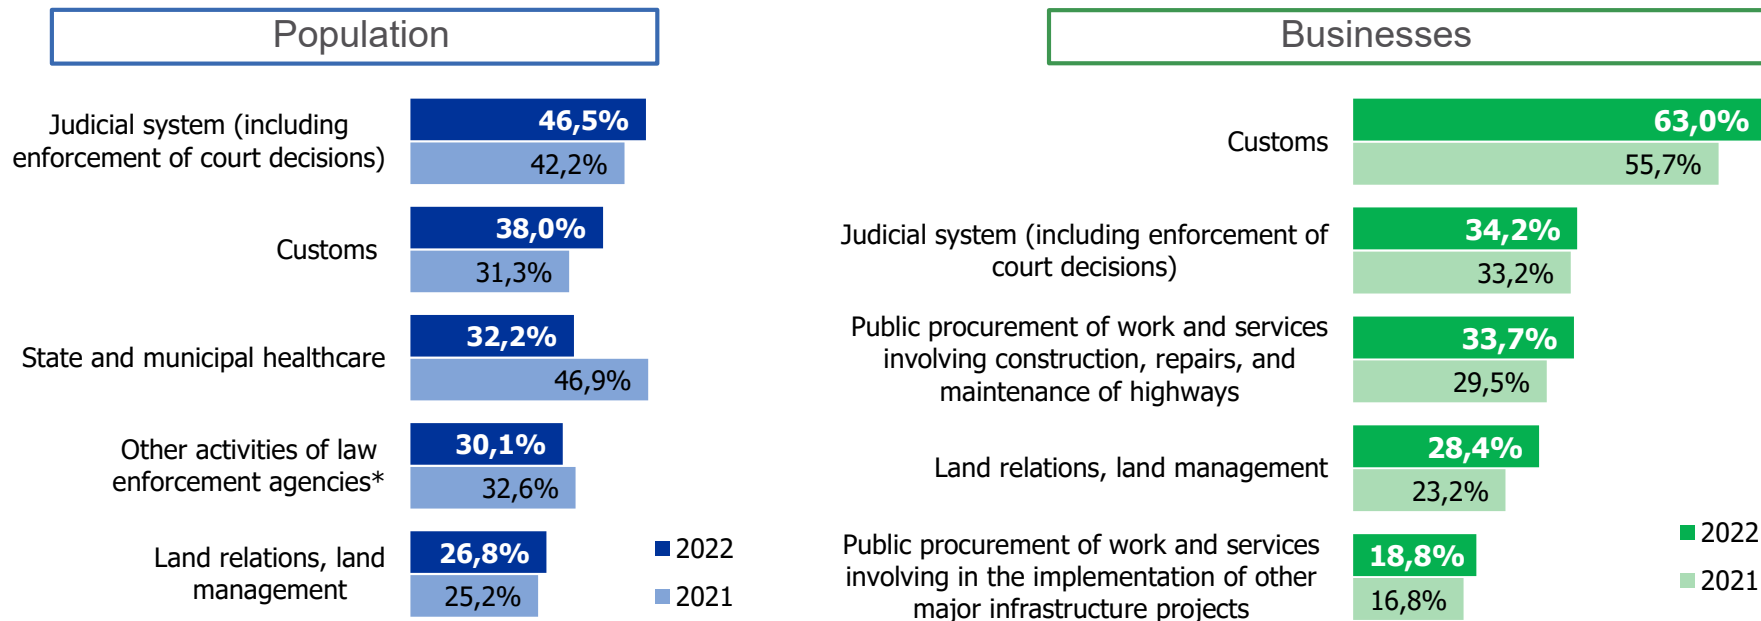 Population
Judicial system (including
enforcement of court decisions)
46,5%
42,2%
Customs
38,0%
31,3%
State and municipal healthcare
32,2%
46,9%
Other activities of law
enforcement agencies*
30,1%
32,6%
Land relations, land
management
26,8%
25,2%
2022
2021
Businesses
Customs
63,0%
55,7%
Judicial system (including enforcement of
court decisions)
34,2%
33,2%
Public procurement of work and services
involving construction, repairs, and
maintenance of highways
33,7%
29,5%
Land relations, land management
28,4%
23,2%
Public procurement of work and services
involving in the implementation of other
major infrastructure projects
18,8%
16,8%
2022
2021